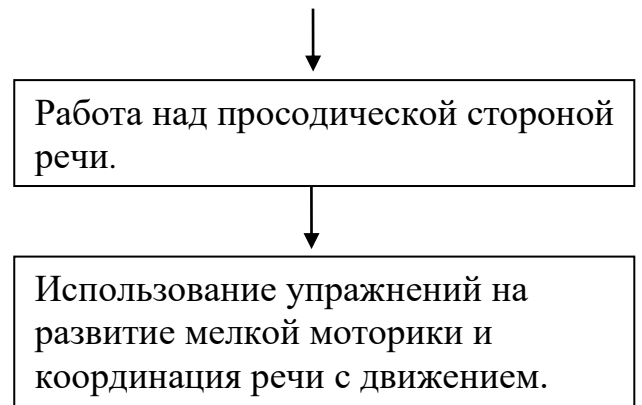 Работа над просодической стороной
речи.
Использование упражнений на
развитие мелкой моторики и
координация речи с движением.